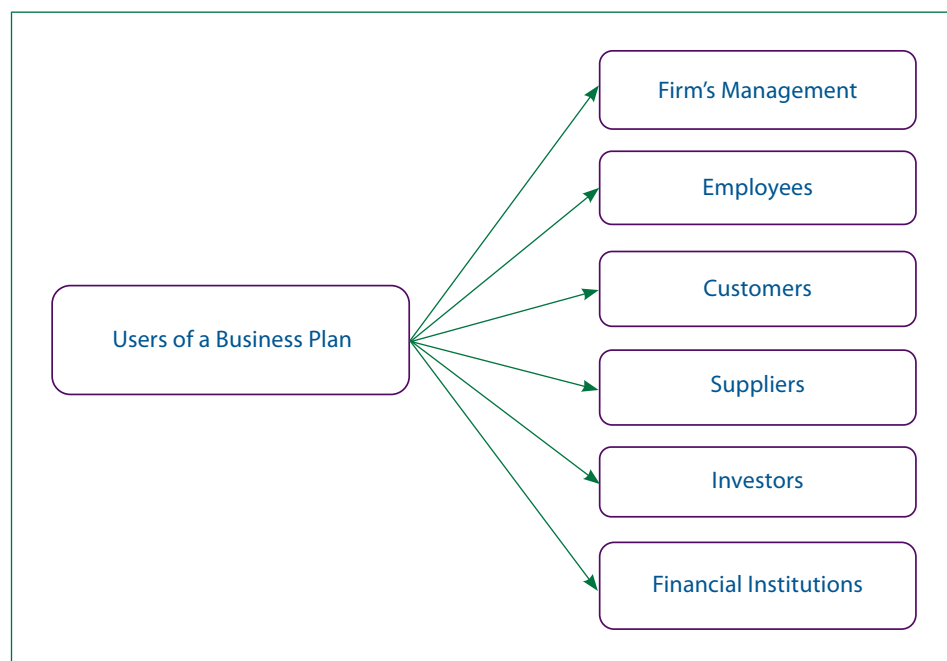 Users of a Business Plan
Firm’s Management
Employees
Customers
Suppliers
Investors
Financial Institutions